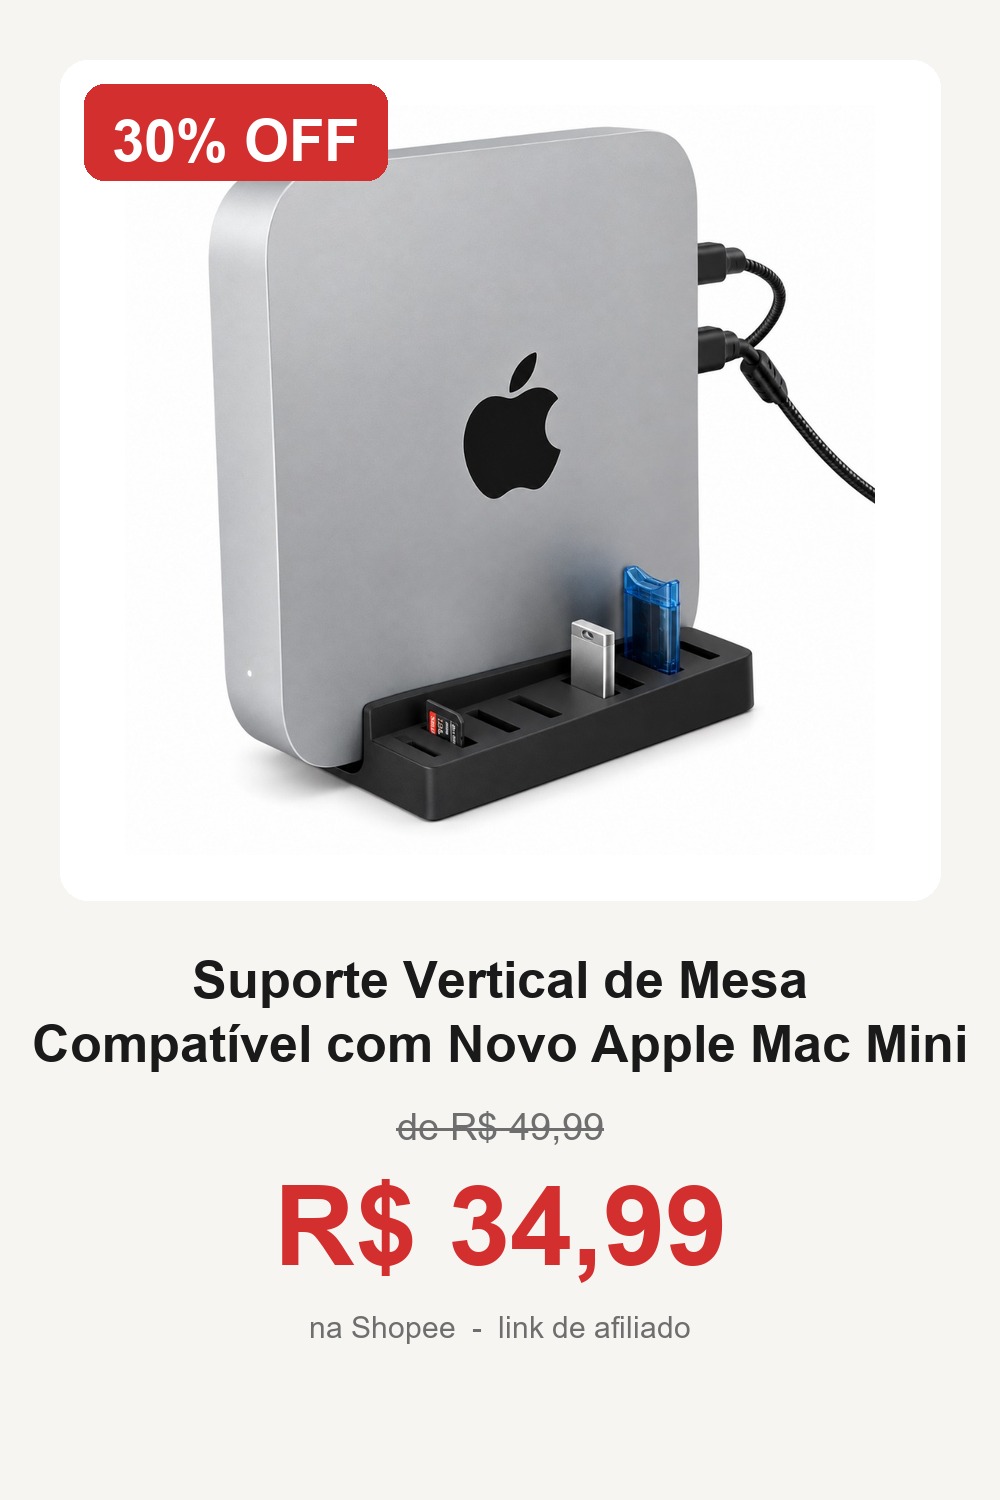 30% OFF
Suporte Vertical de Mesa
Compatível com Novo Apple Mac Mini
de R$ 49,99
R$ 34,99
na Shopee - link de afiliado